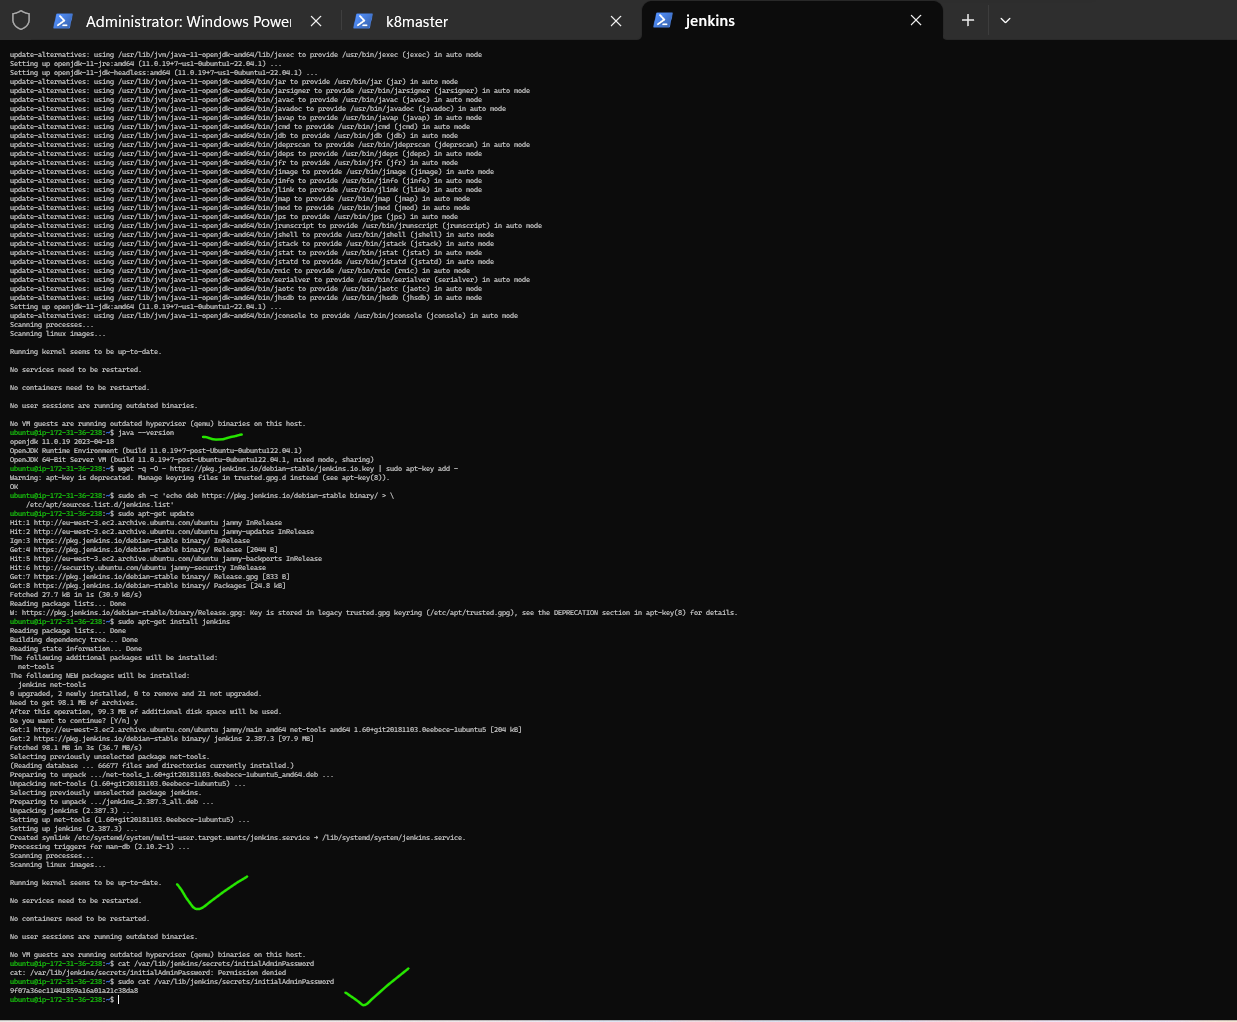 Administrator: Windows Power
k8master
jenkins
update-alternatives: using /usr/lib/jvm/java-11-openjdk-amd64/lib/jexec to provide /usr/bin/jexec (jexec) in auto mode
Setting up openjdk-11-jre:amd64 (11.0.19+7~us1-0ubuntu1~22.04.1) ...
Setting up openjdk-11-jdk-headless:amd64 (11.0.19+7~us1-0ubuntu1~22.04.1) ...
update-alternatives: using /usr/lib/jvm/java-11-openjdk-amd64/bin/jar to provide /usr/bin/jar (jar) in auto mode
update-alternatives: using /usr/lib/jvm/java-11-openjdk-amd64/bin/jarsigner to provide /usr/bin/jarsigner (jarsigner) in auto mode
update-alternatives: using /usr/lib/jvm/java-11-openjdk-amd64/bin/javac to provide /usr/bin/javac (javac) in auto mode
update-alternatives: using /usr/lib/jvm/java-11-openjdk-amd64/bin/javadoc to provide /usr/bin/javadoc (javadoc) in auto mode
update-alternatives: using /usr/lib/jvm/java-11-openjdk-amd64/bin/javap to provide /usr/bin/javap (javap) in auto mode
update-alternatives: using /usr/lib/jvm/java-11-openjdk-amd64/bin/jcmd to provide /usr/bin/jcmd (jcmd) in auto mode
update-alternatives: using /usr/lib/jvm/java-11-openjdk-amd64/bin/jdb to provide /usr/bin/jdb (jdb) in auto mode
update-alternatives: using /usr/lib/jvm/java-11-openjdk-amd64/bin/jdeprscan to provide /usr/bin/jdeprscan (jdeprscan) in auto mode
update-alternatives: using /usr/lib/jvm/java-11-openjdk-amd64/bin/jdeps to provide /usr/bin/jdeps (jdeps) in auto mode
update-alternatives: using /usr/lib/jvm/java-11-openjdk-amd64/bin/jfr to provide /usr/bin/jfr (jfr) in auto mode
update-alternatives: using /usr/lib/jvm/java-11-openjdk-amd64/bin/jimage to provide /usr/bin/jimage (jimage) in auto mode
update-alternatives: using /usr/lib/jvm/java-11-openjdk-amd64/bin/jinfo to provide /usr/bin/jinfo (jinfo) in auto mode
update-alternatives: using /usr/lib/jvm/java-11-openjdk-amd64/bin/jlink to provide /usr/bin/jlink (jlink) in auto mode
update-alternatives: using /usr/lib/jvm/java-11-openjdk-amd64/bin/jmap to provide /usr/bin/jmap (jmap) in auto mode
update-alternatives: using /usr/lib/jvm/java-11-openjdk-amd64/bin/jmod to provide /usr/bin/jmod (jmod) in auto mode
update-alternatives: using /usr/lib/jvm/java-11-openjdk-amd64/bin/jps to provide /usr/bin/jps (jps) in auto mode
update-alternatives: using /usr/lib/jvm/java-11-openjdk-amd64/bin/jrunscript to provide /usr/bin/jrunscript (jrunscript) in auto mode
update-alternatives: using /usr/lib/jvm/java-11-openjdk-amd64/bin/jshell to provide /usr/bin/jshell (jshell) in auto mode
update-alternatives: using /usr/lib/jvm/java-11-openjdk-amd64/bin/jstack to provide /usr/bin/jstack (jstack) in auto mode
update-alternatives: using /usr/lib/jvm/java-11-openjdk-amd64/bin/jstat to provide /usr/bin/jstat (jstat) in auto mode
update-alternatives: using /usr/lib/jvm/java-11-openjdk-amd64/bin/jstatd to provide /usr/bin/jstatd (jstatd) in auto mode
update-alternatives: using /usr/lib/jvm/java-11-openjdk-amd64/bin/rmic to provide /usr/bin/rmic (rmic) in auto mode
update-alternatives: using /usr/lib/jvm/java-11-openjdk-amd64/bin/serialver to provide /usr/bin/serialver (serialver) in auto mode
update-alternatives: using /usr/lib/jvm/java-11-openjdk-amd64/bin/jaotc to provide /usr/bin/jaotc (jaotc) in auto mode
update-alternatives: using /usr/lib/jvm/java-11-openjdk-amd64/bin/jhsdb to provide /usr/bin/jhsdb (jhsdb) in auto mode
Setting up openjdk-11-jdk:amd64 (11.0.19+7~us1-0ubuntu1~22.04.1) ...
update-alternatives: using /usr/lib/jvm/java-11-openjdk-amd64/bin/jconsole to provide /usr/bin/jconsole (jconsole) in auto mode
Scanning processes...
Scanning linux images...
Running kernel seems to be up-to-date.
No services need to be restarted.
No containers need to be restarted.
No user sessions are running outdated binaries.
No VM guests are running outdated hypervisor (qemu) binaries on this host.
ubuntu@ip-172-31-36-238:~$ java --version
openjdk 11.0.19 2023-04-18
OpenJDK Runtime Environment (build 11.0.19+7-post-Ubuntu-0ubuntu122.04.1)
OpenJDK 64-Bit Server VM (build 11.0.19+7-post-Ubuntu-0ubuntu122.04.1, mixed mode, sharing)
ubuntu@ip-172-31-36-238:~$ wget -q -O - https://pkg.jenkins.io/debian-stable/jenkins.io.key | sudo apt-key add -
Warning: apt-key is deprecated. Manage keyring files in trusted.gpg.d instead (see apt-key(8)).
OK
ubuntu@ip-172-31-36-238:~$ sudo sh -c 'echo deb https://pkg.jenkins.io/debian-stable binary/ > \
/etc/apt/sources.list.d/jenkins.list'
ubuntu@ip-172-31-36-238:~$ sudo apt-get update
Hit:1 http://eu-west-3.ec2.archive.ubuntu.com/ubuntu jammy InRelease
Hit:2 http://eu-west-3.ec2.archive.ubuntu.com/ubuntu jammy-updates InRelease
Ign:3 https://pkg.jenkins.io/debian-stable binary/ InRelease
Get:4 https://pkg.jenkins.io/debian-stable binary/ Release [2044 B]
Hit:5 http://eu-west-3.ec2.archive.ubuntu.com/ubuntu jammy-backports InRelease
Hit:6 http://security.ubuntu.com/ubuntu jammy-security InRelease
Get:7 https://pkg.jenkins.io/debian-stable binary/ Release.gpg [833 B]
Get:8 https://pkg.jenkins.io/debian-stable binary/ Packages [24.8 kB]
Fetched 27.7 kB in 1s (30.9 kB/s)
Reading package lists... Done
W: https://pkg.jenkins.io/debian-stable/binary/Release.gpg: Key is stored in legacy trusted.gpg keyring (/etc/apt/trusted.gpg), see the DEPRECATION section in apt-key(8) for details.
ubuntu@ip-172-31-36-238:~$ sudo apt-get install jenkins
Reading package lists... Done
Building dependency tree... Done
Reading state information... Done
The following additional packages will be installed:
net-tools
The following NEW packages will be installed:
jenkins net-tools
0 upgraded, 2 newly installed, 0 to remove and 21 not upgraded.
Need to get 98.1 MB of archives.
After this operation, 99.3 MB of additional disk space will be used.
Do you want to continue? [Y/n] y
Get:1 http://eu-west-3.ec2.archive.ubuntu.com/ubuntu jammy/main amd64 net-tools amd64 1.60+git20181103.0eebece-1ubuntu5 [204 kB]
Get:2 https://pkg.jenkins.io/debian-stable binary/ jenkins 2.387.3 [97.9 MB]
Fetched 98.1 MB in 3s (36.7 MB/s)
Selecting previously unselected package net-tools.
(Reading database ... 66677 files and directories currently installed.)
Preparing to unpack .../net-tools_1.60+git20181103.0eebece-1ubuntu5_amd64.deb ...
Unpacking net-tools (1.60+git20181103.0eebece-1ubuntu5) ...
Selecting previously unselected package jenkins.
Preparing to unpack .../jenkins_2.387.3_all.deb ...
Unpacking jenkins (2.387.3) ...
Setting up net-tools (1.60+git20181103.0eebece-1ubuntu5) ...
Setting up jenkins (2.387.3) ...
Created symlink /etc/systemd/system/multi-user.target.wants/jenkins.service → /lib/systemd/system/jenkins.service.
Processing triggers for man-db (2.10.2-1) ...
Scanning processes...
Scanning linux images...
Running kernel seems to be up-to-date.
No services need to be restarted.
No containers need to be restarted.
No user sessions are running outdated binaries.
No VM guests are running outdated hypervisor (qemu) binaries on this host.
ubuntu@ip-172-31-36-238:~$ cat /var/lib/jenkins/secrets/initialAdminPassword
cat: /var/lib/jenkins/secrets/initialAdminPassword: Permission denied
ubuntu@ip-172-31-36-238:~$ sudo cat /var/lib/jenkins/secrets/initialAdminPassword
9f07a36ec11441859a16a01a21c38da8
ubuntu@ip-172-31-36-238:~$